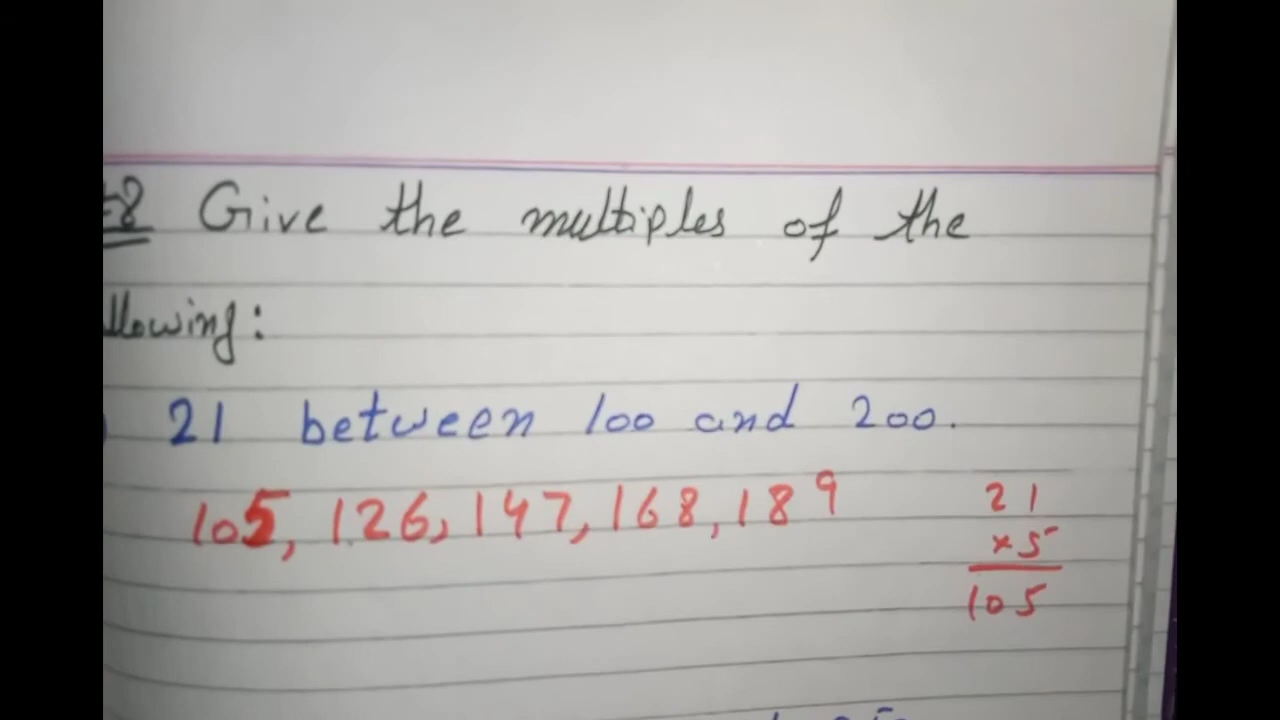 8 Give the multiples of the
llowing:
21 between 100 and 200.
105, 126, 147, 168, 189
21
×5
105